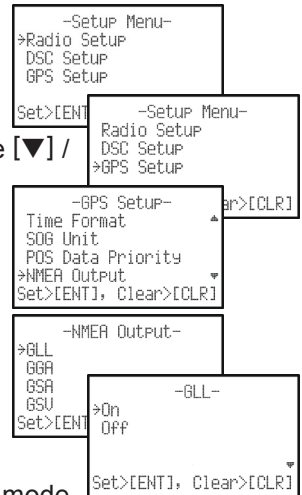 -Setup Menu-
→Radio Setup
DSC Setup
GPS Setup
Set>[ENT
-Setup Menu-
Radio Setup
DSC Setup
→GPS Setup
ar>[CLR]
e [▼] /
-GPS Setup-
Time Format
SOG Unit
POS Data Priority
→NMEA Output
Set>[ENT], Clear>[CLR]
-NMEA Output-
→GLL
GGA
GSA
GSV
Set>[ENT
-GLL-
→On
Off
Set>[ENT], Clear>[CLR]
mode